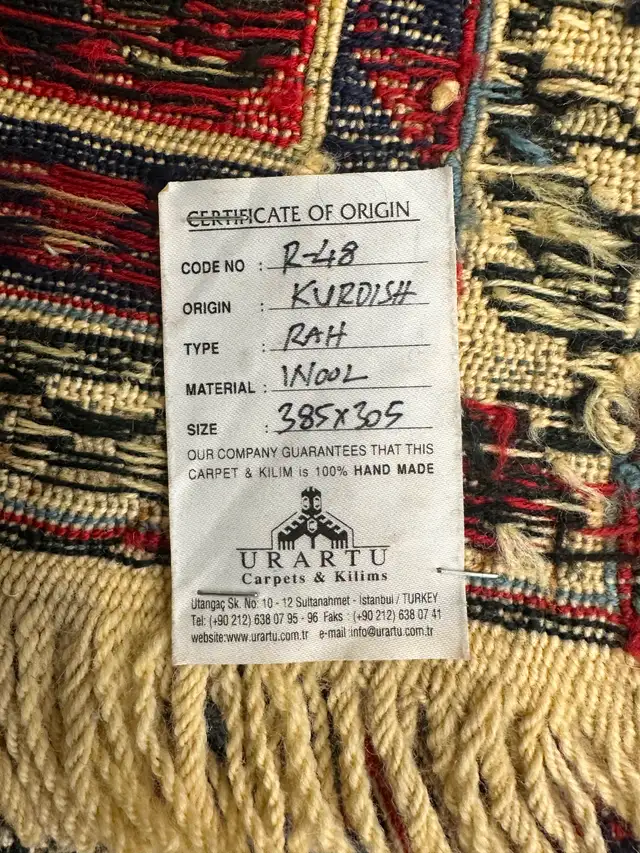 CERTIFICATE OF ORIGIN
CODE NO : R-48
ORIGIN : KURDISH
TYPE : RAH
MATERIAL : WOOL
SIZE : 385x305
OUR COMPANY GUARANTEES THAT THIS
CARPET & KILIM is 100% HAND MADE
URARTU
Carpets & Kilims
Utangaç Sk. No: 10 - 12 Sultanahmet - Istanbul / TURKEY
Tel: (+90 212) 638 07 95 - 96 Faks : (+90 212) 638 07 41
website:www.urartu.com.tr e-mail :info@urartu.com.tr